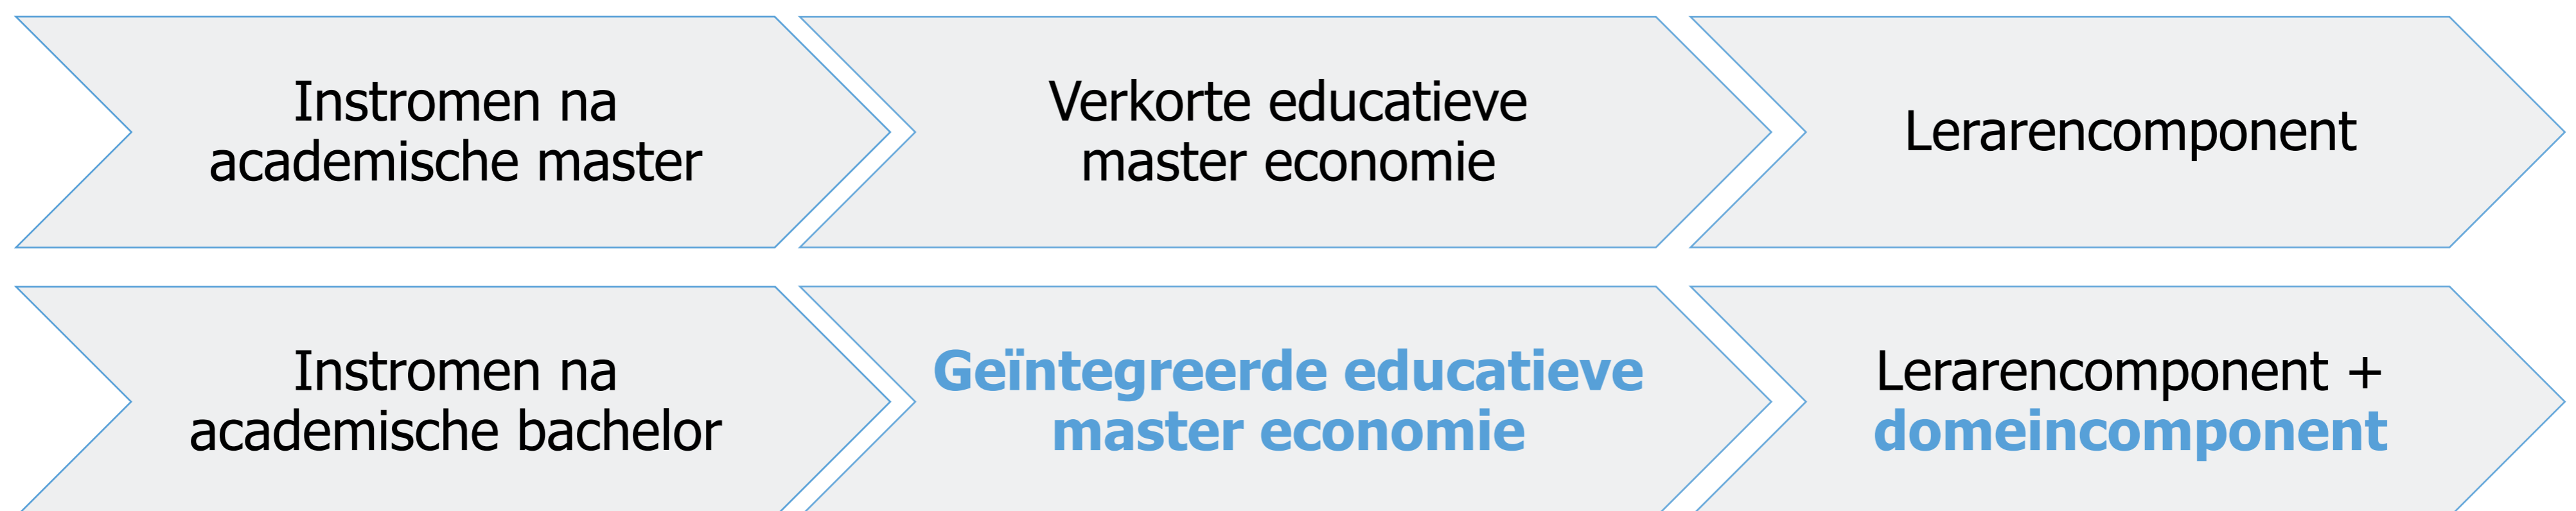 Instromen na
academische master
Verkorte educatieve
master economie
Lerarencomponent
Instromen na
academische bachelor
Geïntegreerde educatieve
master economie
Lerarencomponent +
domeincomponent